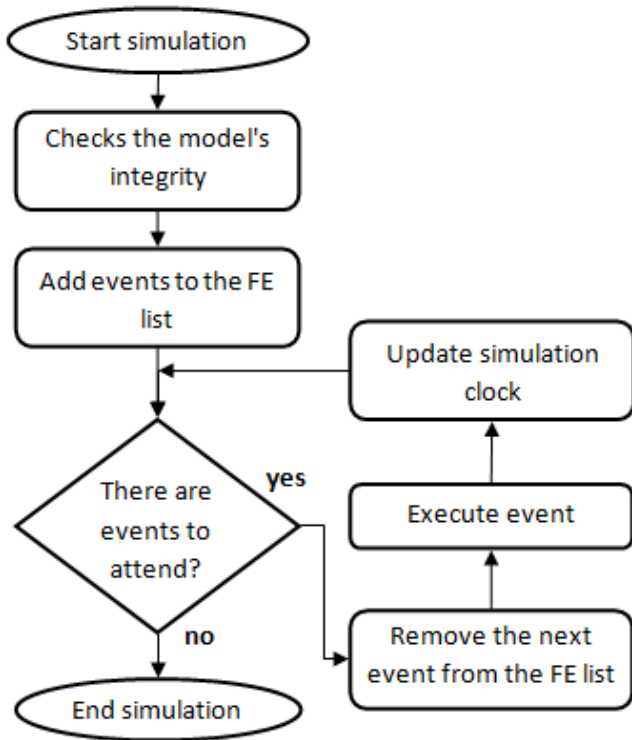 Start simulation
Checks the model's
integrity
Add events to the FE
list
Update simulation
clock
There are
events to
attend?
yes
Execute event
no
Remove the next
event from the FE list
End simulation